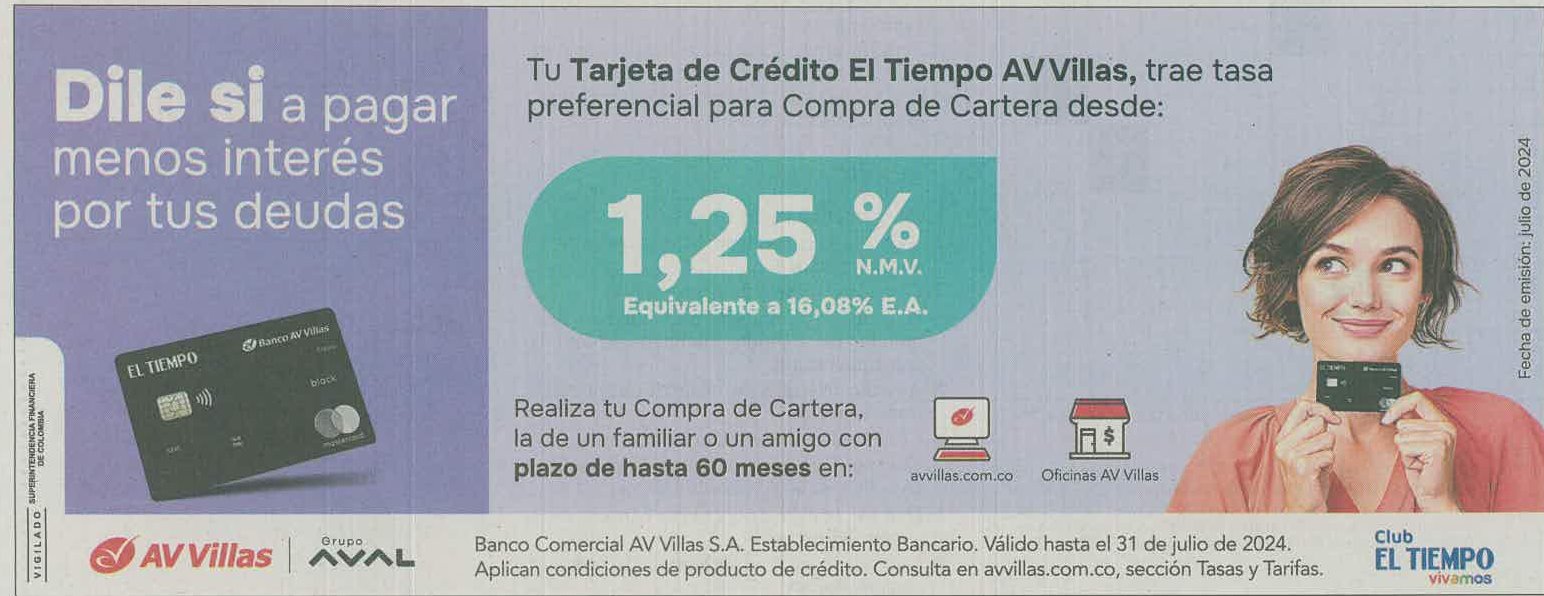 Dile si a pagar
menos interés
por tus deudas
EL TIEMPO
Banco AV Villas
black
mastercard
Tu Tarjeta de Crédito El Tiempo AV Villas, trae tasa
preferencial para Compra de Cartera desde:
1,25 %
N.M.V.
Equivalente a 16,08% E.A.
Realiza tu Compra de Cartera,
la de un familiar o un amigo con
plazo de hasta 60 meses en:
$
avvillas.com.co
Oficinas AV Villas
EL TIEMPO
Fecha de emisión: julio de 2024
VIGILADO
SUPERINTENDENCIA FINANCIERA
DE COLOMBIA
AV Villas
Grupo
AVAL
Banco Comercial AV Villas S.A. Establecimiento Bancario. Válido hasta el 31 de julio de 2024.
Aplican condiciones de producto de crédito. Consulta en avvillas.com.co, sección Tasas y Tarifas.
Club
EL TIEMPO
vivamos